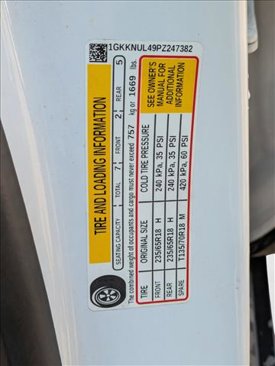 1GKKNUL49PZ247382
TIRE AND LOADING INFORMATION
SEATING CAPACITY TOTAL 7 FRONT 2 REAR 5
The combined weight of occupants and cargo must never exceed 757 kg or 1669 lbs.
TIRE ORIGINAL SIZE COLD TIRE PRESSURE
FRONT 235/65R18 H 240 kPa, 35 PSI
REAR 235/65R18 H 240 kPa, 35 PSI
SPARE T135/70R18 M 420 kPa, 60 PSI
SEE OWNER'S
MANUAL FOR
ADDITIONAL
INFORMATION